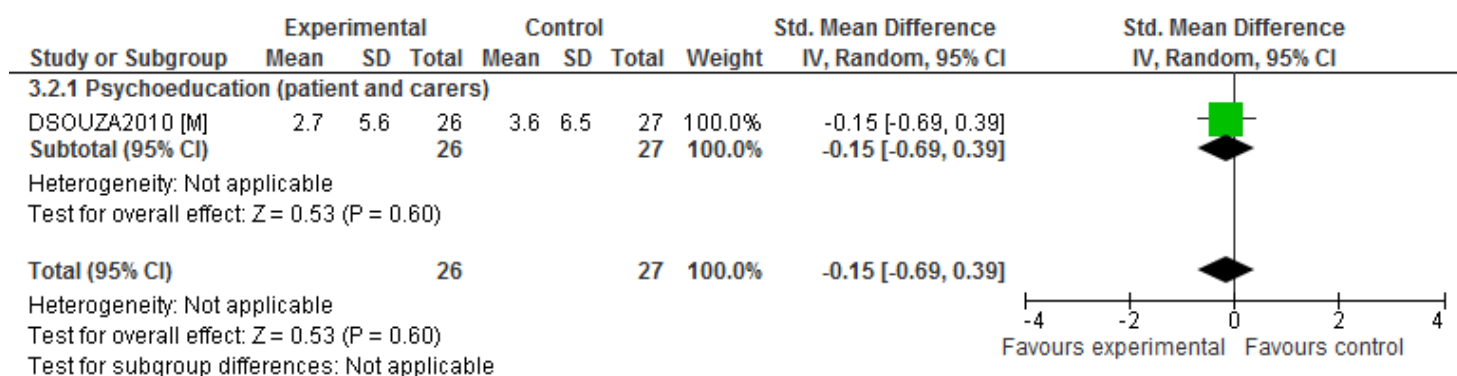 Experimental Control Std. Mean Difference Std. Mean Difference
Study or Subgroup Mean SD Total Mean SD Total Weight IV, Random, 95% CI IV, Random, 95% CI
3.2.1 Psychoeducation (patient and carers)
DSOUZA2010 [M] 2.7 5.6 26 3.6 6.5 27 100.0% -0.15 [-0.69, 0.39]
Subtotal (95% CI) 26 27 100.0% -0.15 [-0.69, 0.39]
Heterogeneity: Not applicable
Test for overall effect: Z = 0.53 (P = 0.60)
Total (95% CI) 26 27 100.0% -0.15 [-0.69, 0.39]
Heterogeneity: Not applicable
Test for overall effect: Z = 0.53 (P = 0.60)
Test for subgroup differences: Not applicable
-4 -2 0 2 4
Favours experimental Favours control